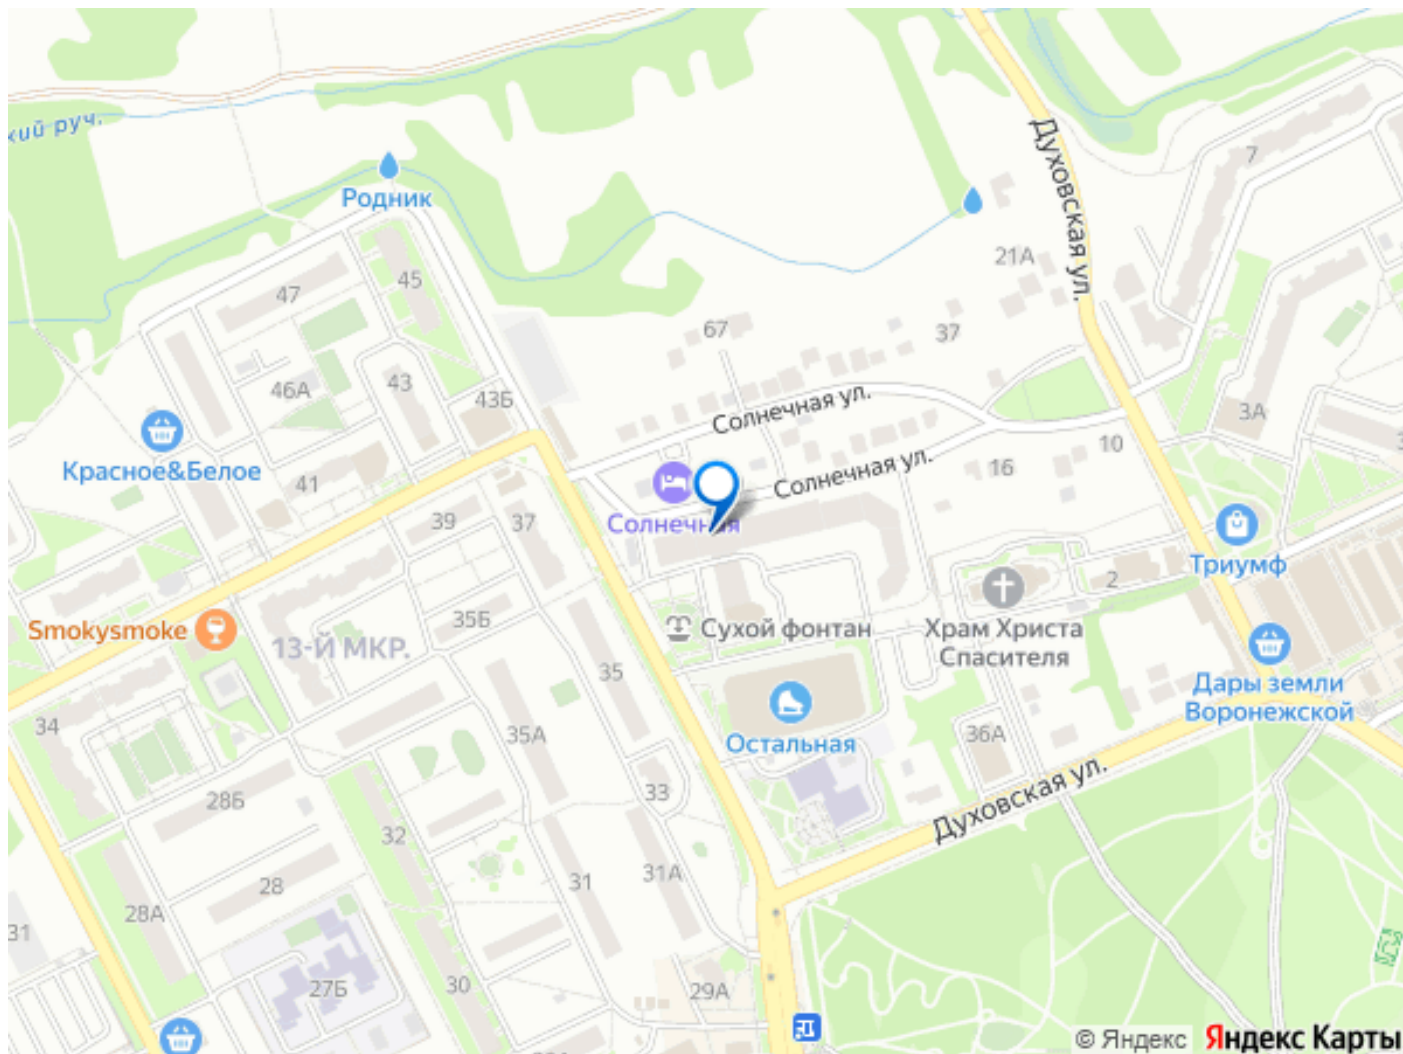 кий руч.
Родник
Духовская ул.
7
21А
45
47
67
37
43
46А
43Б
Солнечная ул.
3А
Красное&Белое
10
41
Солнечная ул.
16
39
37
Солнечная
Триумф
2
35Б
Smokysmoke
13-Й МКР.
Сухой фонтан
Храм Христа
Спасителя
35
Дары земли
Воронежской
34
35А
Остальная
36А
33
28Б
Духовская ул.
32
31А
28
31
28А
31
27Б
30
29А
© Яндекс
Яндекс Карты